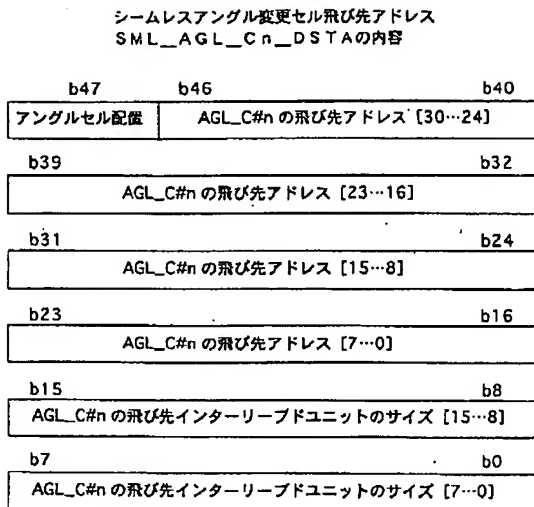 シームレスアングル変更セル飛び先アドレス
SML__AGL__Cn__DSTAの内容
b47 b46 b40
アングルセル配置 AGL_C#n の飛び先アドレス [30…24]
b39 b32
AGL_C#n の飛び先アドレス [23…16]
b31 b24
AGL_C#n の飛び先アドレス [15…8]
b23 b16
AGL_C#n の飛び先アドレス [7…0]
b15 b8
AGL_C#n の飛び先インターリーブドユニットのサイズ [15…8]
b7 b0
AGL_C#n の飛び先インターリーブドユニットのサイズ [7…0]